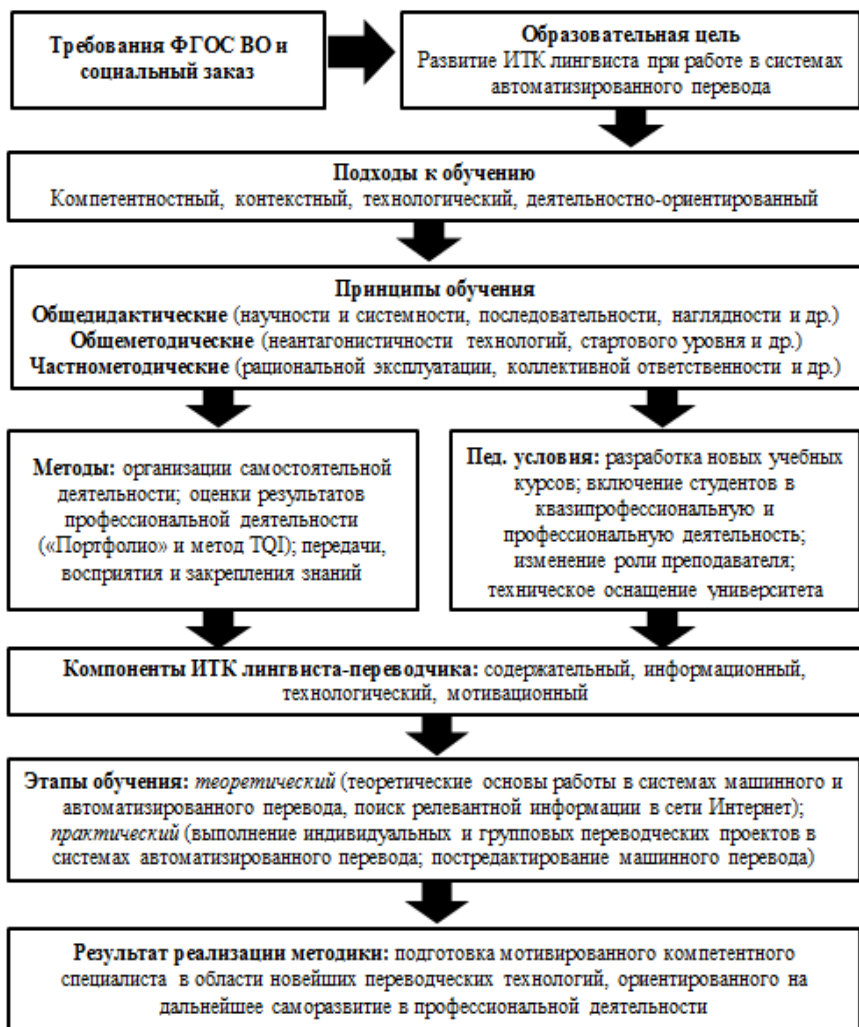 Требования ФГОС ВО и
социальный заказ
Образовательная цель
Развитие ИТК лингвиста при работе в системах
автоматизированного перевода
Подходы к обучению
Компетентностный, контекстный, технологический, деятельностно-ориентированный
Принципы обучения
Общедидактические (научности и системности, последовательности, наглядности и др.)
Общеметодические (неантагонистичности технологий, стартового уровня и др.)
Частнометодические (рациональной эксплуатации, коллективной ответственности и др.)
Методы: организации самостоятельной
деятельности; оценки результатов
профессиональной деятельности
(«Портфолио» и метод TQI); передачи,
восприятия и закрепления знаний
Пед. условия: разработка новых учебных
курсов; включение студентов в
квазипрофессиональную и
профессиональную деятельность;
изменение роли преподавателя;
техническое оснащение университета
Компоненты ИТК лингвиста-переводчика: содержательный, информационный,
технологический, мотивационный
Этапы обучения: теоретический (теоретические основы работы в системах машинного и
автоматизированного перевода, поиск релевантной информации в сети Интернет);
практический (выполнение индивидуальных и групповых переводческих проектов в
системах автоматизированного перевода; постредактирование машинного перевода)
Результат реализации методики: подготовка мотивированного компетентного
специалиста в области новейших переводческих технологий, ориентированного на
дальнейшее саморазвитие в профессиональной деятельности